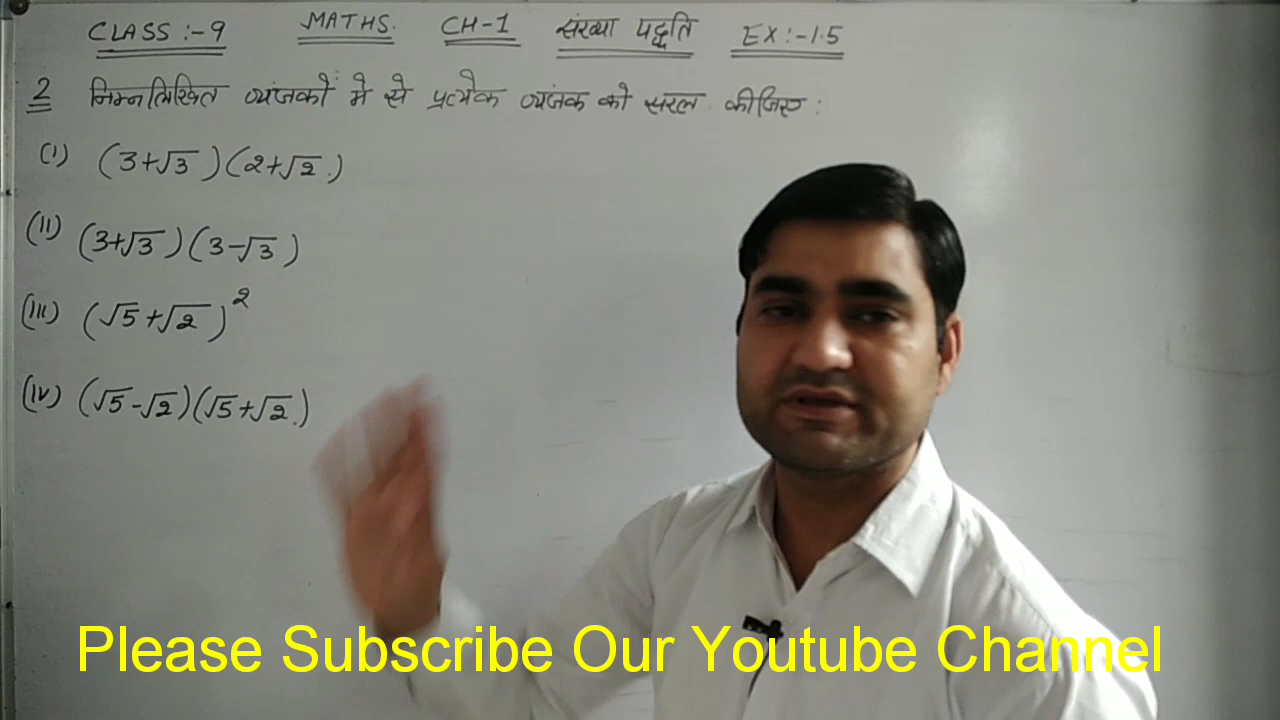 CLASS :- 9 MATHS. CH-1 संख्या पद्धति EX:-1.5
2 निम्नलिखित व्यंजकों में से प्रत्येक व्यंजक को सरल कीजिए :
(i) (3+√3)(2+√2)
(ii) (3+√3)(3-√3)
(iii) (√5+√2)²
(iv) (√5-√2)(√5+√2)
Please Subscribe Our Youtube Channel